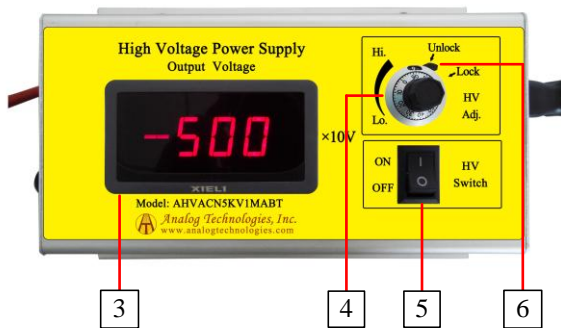 High Voltage Power Supply
Output Voltage
-500
×10V
XIELI
Model: AHVACN5KV1MABT
Analog Technologies, Inc.
www.analogtechnologies.com
Hi.
Unlock
Lock
HV
Adj.
Lo.
ON
OFF
HV
Switch
3
4
5
6